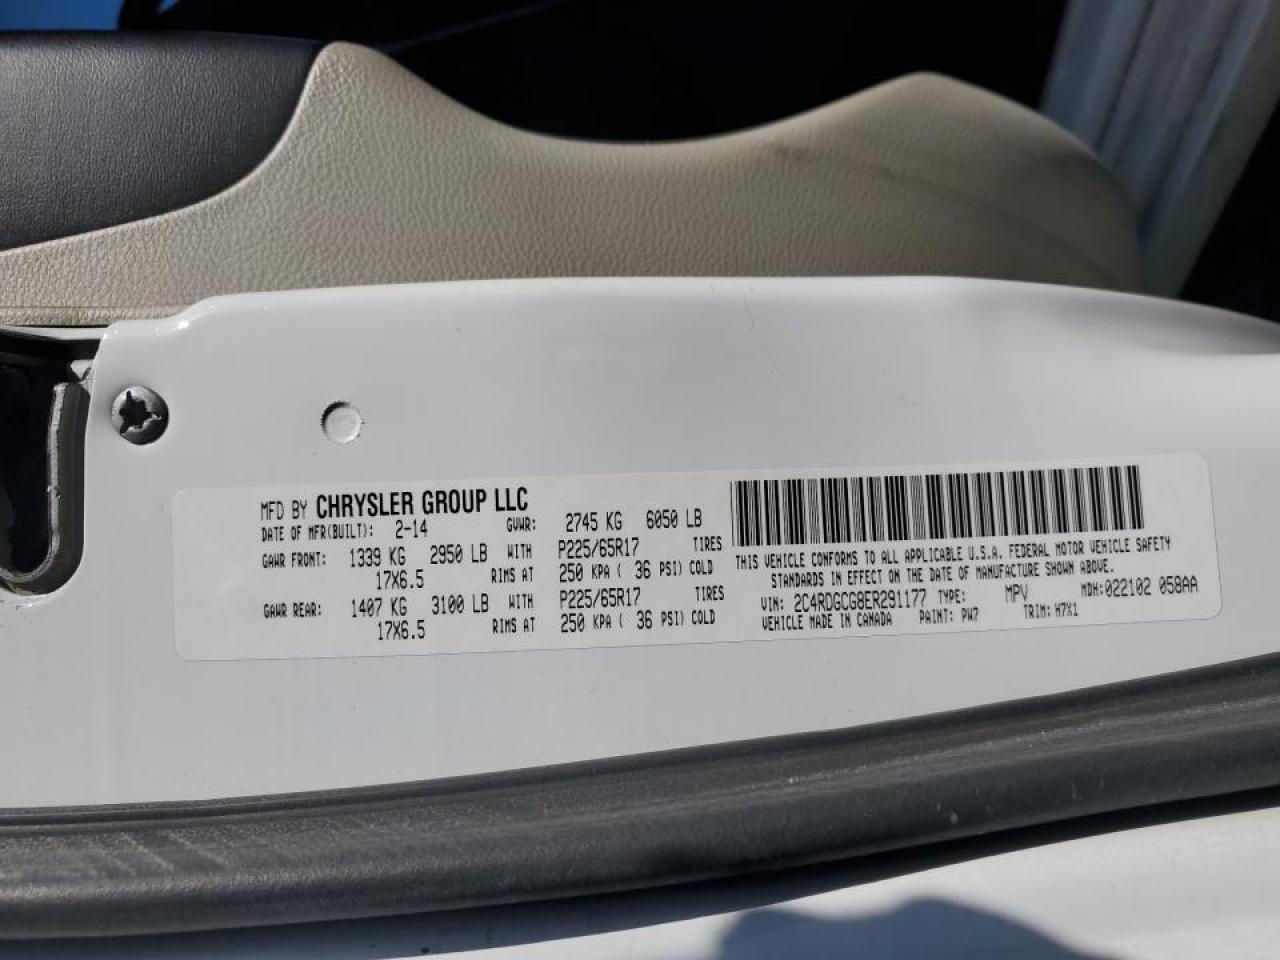 MFD BY CHRYSLER GROUP LLC
DATE OF MFR(BUILT): 2-14 GVWR: 2745 KG 6050 LB
GAWR FRONT: 1339 KG 2950 LB WITH P225/65R17 TIRES
17X6.5 RIMS AT 250 KPA ( 36 PSI) COLD
GAWR REAR: 1407 KG 3100 LB WITH P225/65R17 TIRES
17X6.5 RIMS AT 250 KPA ( 36 PSI) COLD
THIS VEHICLE CONFORMS TO ALL APPLICABLE U.S.A. FEDERAL MOTOR VEHICLE SAFETY
STANDARDS IN EFFECT ON THE DATE OF MANUFACTURE SHOWN ABOVE.
VIN: 2C4RDGCG8ER291177 TYPE: MPV MDH:022102 058AA
VEHICLE MADE IN CANADA PAINT: PW7 TRIM: H7X1